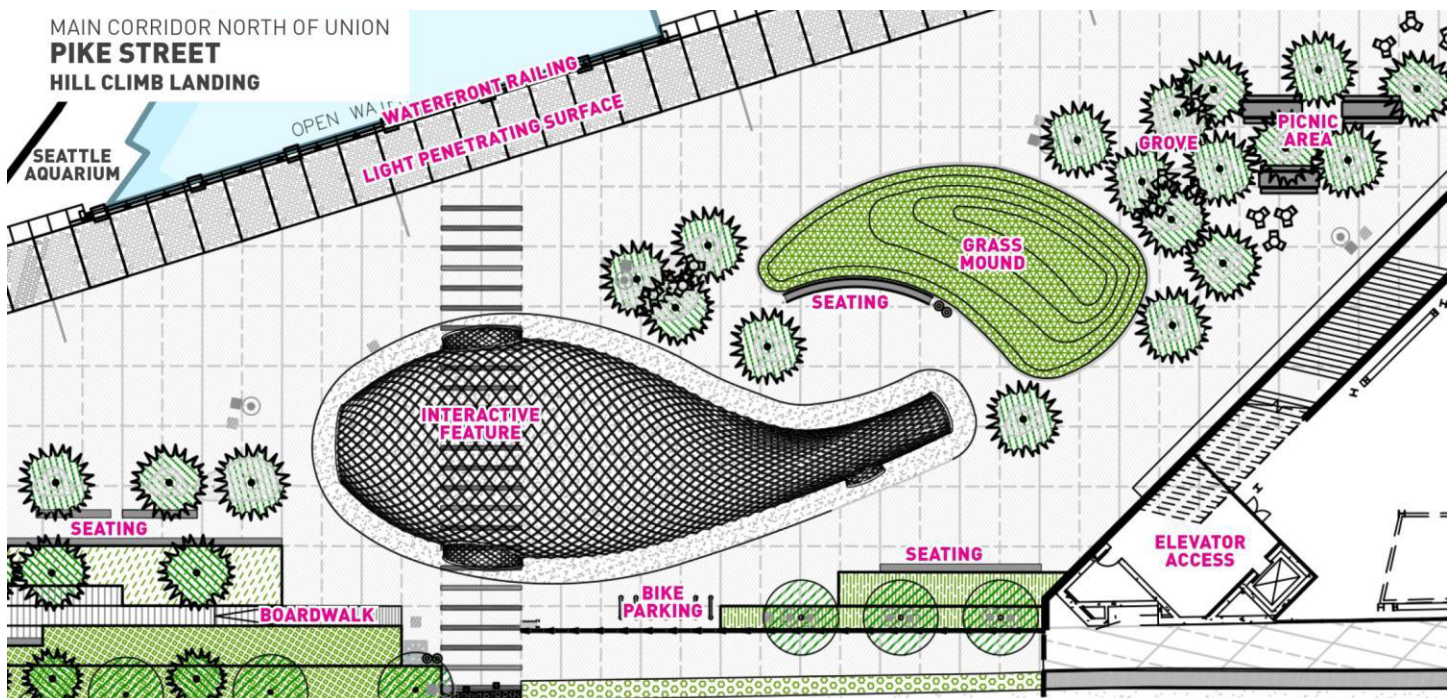 MAIN CORRIDOR NORTH OF UNION
PIKE STREET
HILL CLIMB LANDING
WATERFRONT RAILING
OPEN
LIGHT PENETRATING SURFACE
SEATTLE
AQUARIUM
PICNIC
AREA
GROVE
GRASS
MOUND
SEATING
INTERACTIVE
FEATURE
SEATING
SEATING
ELEVATOR
ACCESS
BIKE
PARKING
BOARDWALK